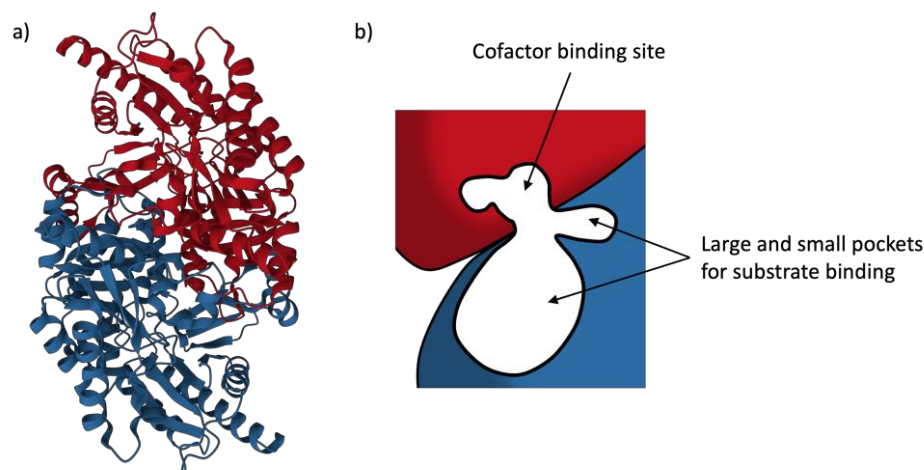 a)
b)
Cofactor binding site
Large and small pockets
for substrate binding